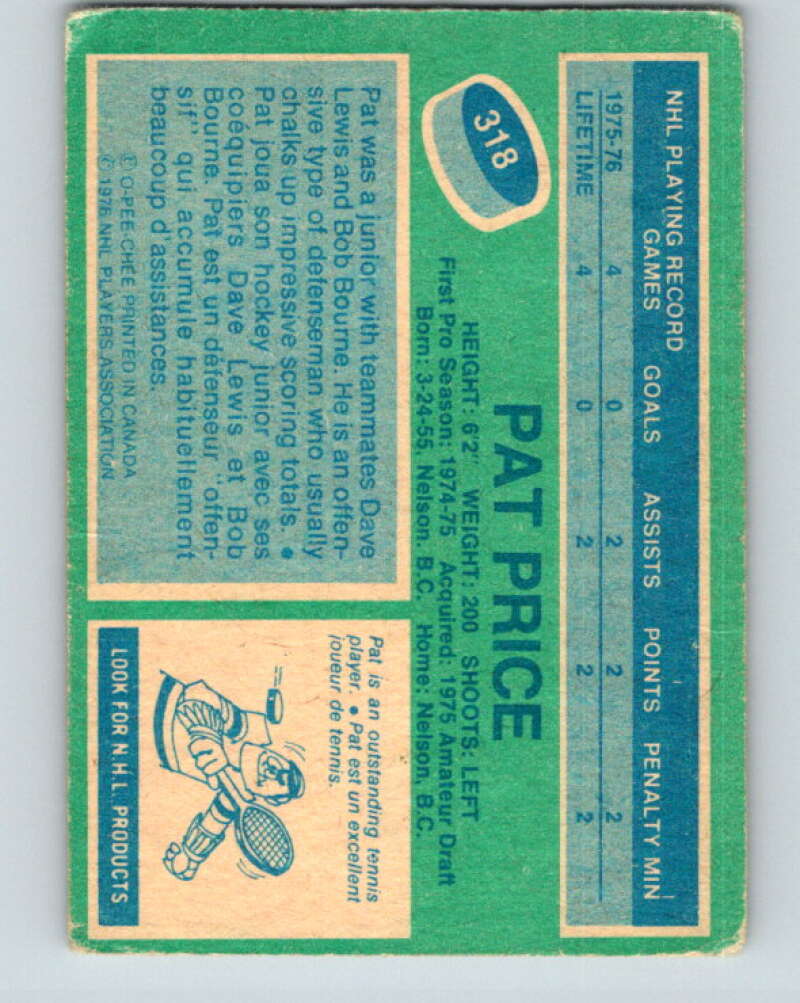 NHL PLAYING RECORD
GAMES GOALS ASSISTS POINTS PENALTY MIN
1975-76 4 0 2 2 2
LIFETIME 4 0 2 2 2
318
PAT PRICE
HEIGHT: 6'2" WEIGHT: 200 SHOOTS: LEFT
First Pro Season: 1974-75 Acquired: 1975 Amateur Draft
Born: 3-24-55, Nelson, B.C. Home: Nelson, B.C.
Pat was a junior with teammates Dave
Lewis and Bob Bourne. He is an offen-
sive type of defenseman who usually
chalks up impressive scoring totals. •
Pat joua son hockey junior avec ses
coéquipiers Dave Lewis et Bob
Bourne. Pat est un défenseur "offen-
sif" qui accumule habituellement
beaucoup d'assistances.
© O-PEE-CHEE PRINTED IN CANADA
© 1976 NHL PLAYERS ASSOCIATION
Pat is an outstanding tennis
player. • Pat est un excellent
joueur de tennis.
LOOK FOR N.H.L. PRODUCTS